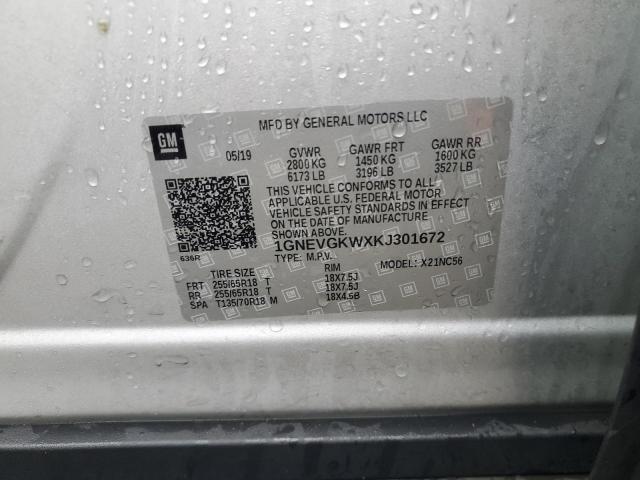 GM
MFD BY GENERAL MOTORS LLC
05/19 GVWR GAWR FRT GAWR RR
2800 KG 1450 KG 1600 KG
6173 LB 3196 LB 3527 LB
THIS VEHICLE CONFORMS TO ALL
APPLICABLE U.S. FEDERAL MOTOR
VEHICLE SAFETY STANDARDS IN EFFECT
ON THE DATE OF MANUFACTURE SHOWN ABOVE.
1GNEVGKWXKJ301672
636R TYPE: M.P.V. MODEL: X21NC56
TIRE SIZE RIM
FRT 255/65R18 T 18X7.5J
RR 255/65R18 T 18X7.5J
SPA T135/70R18 M 18X4.5B